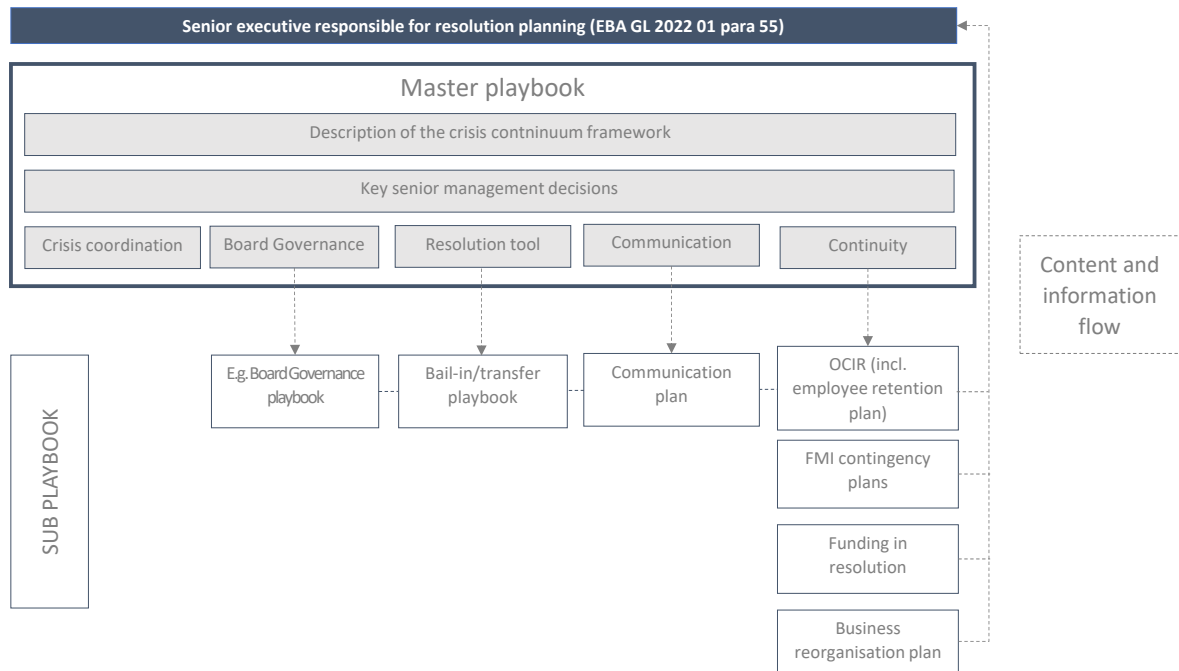 Senior executive responsible for resolution planning (EBA GL 2022 01 para 55)
Master playbook
Description of the crisis contninuum framework
Key senior management decisions
Crisis coordination
Board Governance
Resolution tool
Communication
Continuity
Content and
information
flow
SUB PLAYBOOK
E.g. Board Governance
playbook
Bail-in/transfer
playbook
Communication
plan
OCIR (incl.
employee retention
plan)
FMI contingency
plans
Funding in
resolution
Business
reorganisation plan